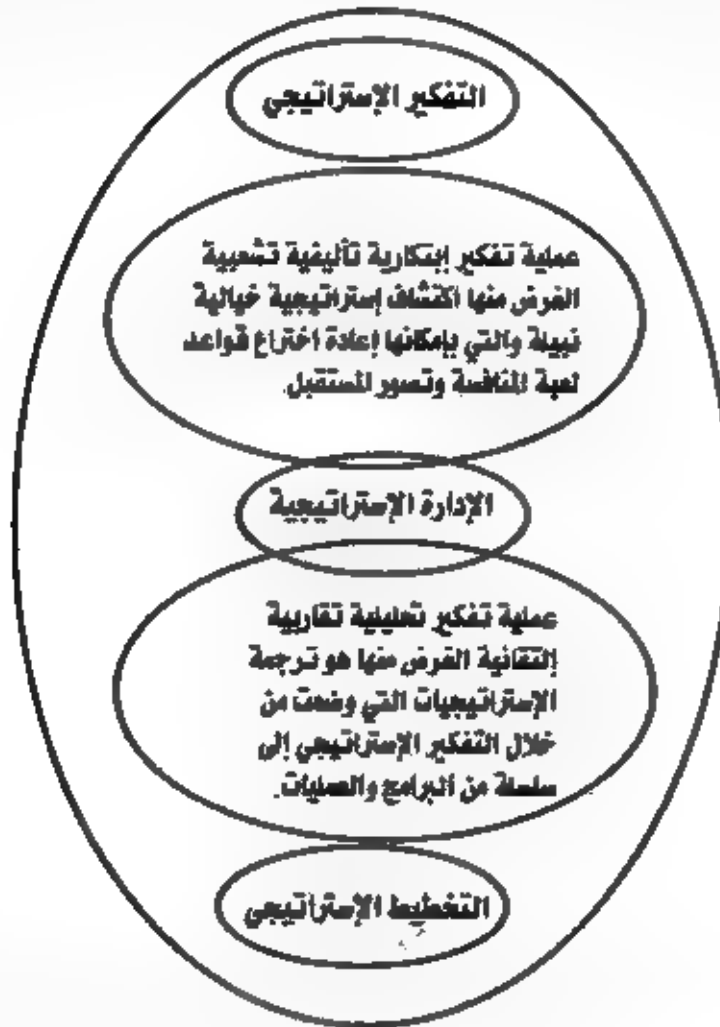 التفكير الإستراتيجي
عملية تفكير إبتكارية تأليفية تشعبية
الغرض منها اكتشاف إستراتيجية خيالية
نبيلة والتي بإمكانها إعادة اختراع قواعد
لعبة المنافسة وتصور المستقبل.
الإدارة الإستراتيجية
عملية تفكير تحليلية تقاربية
إلتقائية الغرض منها هو ترجمة
الإستراتيجيات التي وضعت من
خلال التفكير الإستراتيجي إلى
سلسلة من البرامج والعمليات.
التخطيط الإستراتيجي